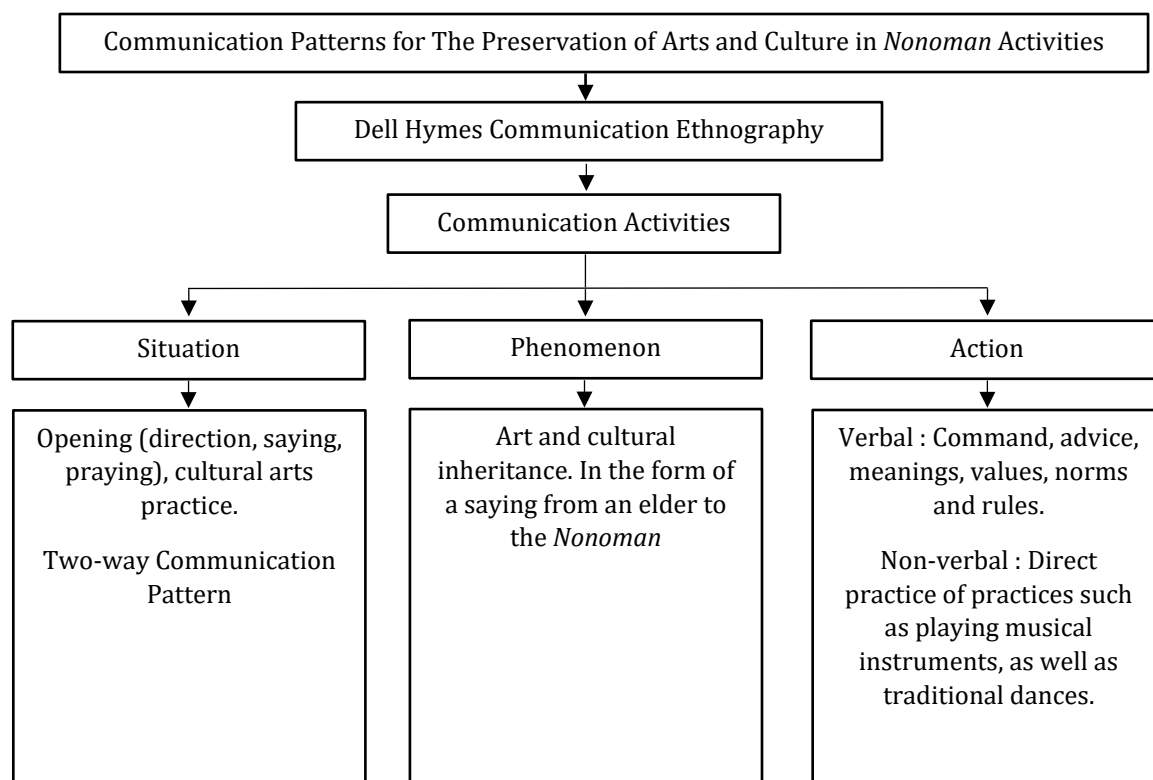 Communication Patterns for The Preservation of Arts and Culture in Nonoman Activities
Dell Hymes Communication Ethnography
Communication Activities
Situation
Phenomenon
Action
Opening (direction, saying,
praying), cultural arts
practice.
Two-way Communication
Pattern
Art and cultural
inheritance. In the form of
a saying from an elder to
the Nonoman
Verbal : Command, advice,
meanings, values, norms
and rules.
Non-verbal : Direct
practice of practices such
as playing musical
instruments, as well as
traditional dances.